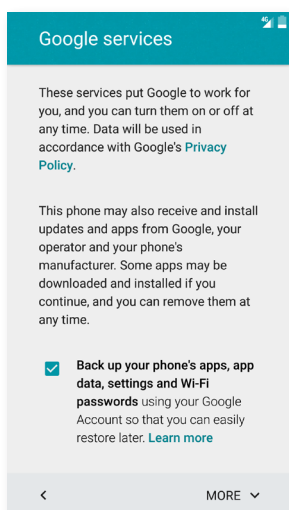 4G
Google services
These services put Google to work for
you, and you can turn them on or off at
any time. Data will be used in
accordance with Google's Privacy
Policy.
This phone may also receive and install
updates and apps from Google, your
operator and your phone's
manufacturer. Some apps may be
downloaded and installed if you
continue, and you can remove them at
any time.
Back up your phone's apps, app
data, settings and Wi-Fi
passwords using your Google
Account so that you can easily
restore later. Learn more
MORE